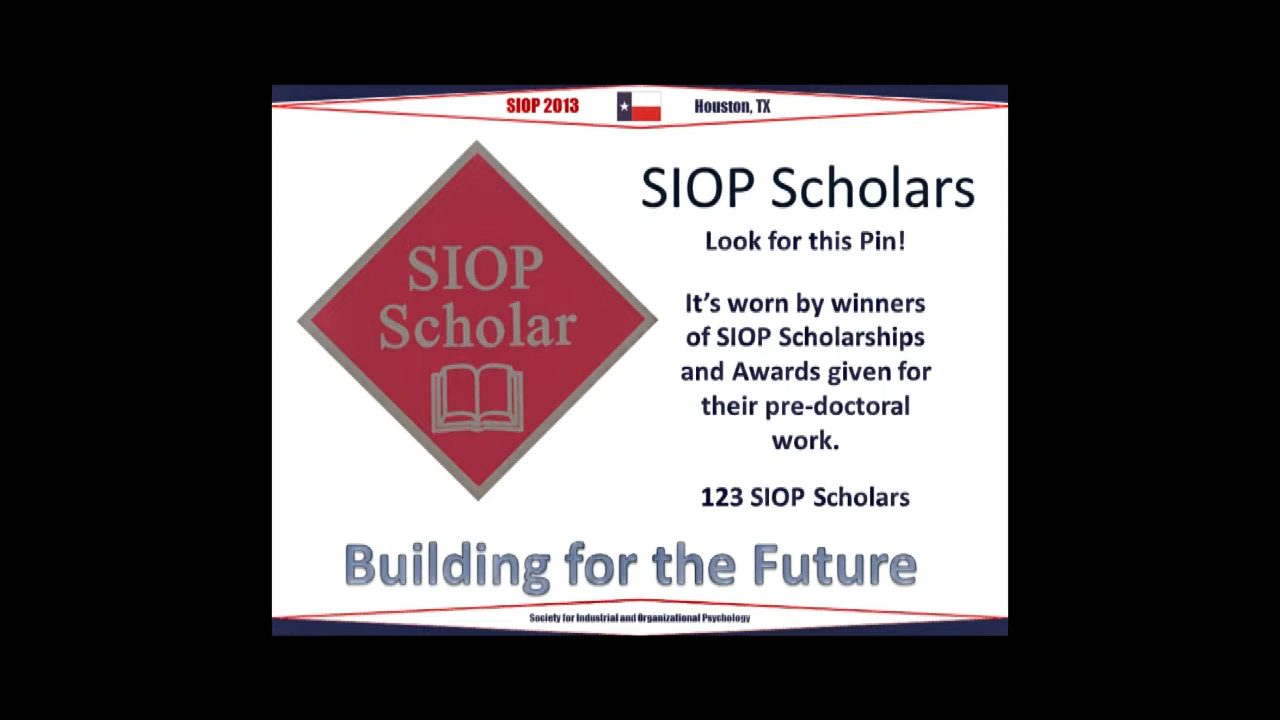 SIOP 2013 Houston, TX
SIOP
Scholar
SIOP Scholars
Look for this Pin!
It’s worn by winners
of SIOP Scholarships
and Awards given for
their pre-doctoral
work.
123 SIOP Scholars
Building for the Future
Society for Industrial and Organizational Psychology